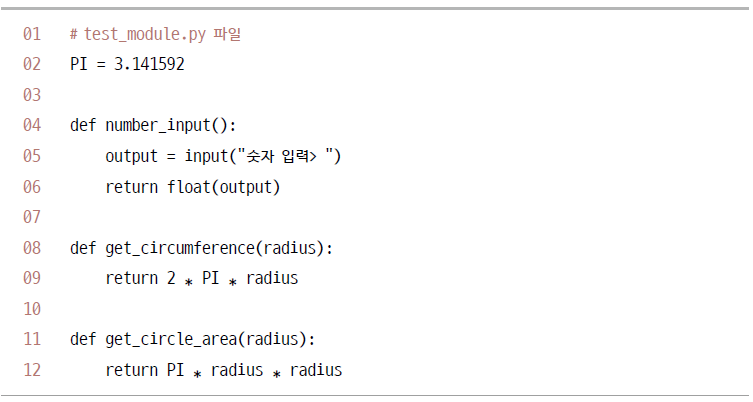 01 # test_module.py 파일
02 PI = 3.141592
03
04 def number_input():
05     output = input("숫자 입력> ")
06     return float(output)
07
08 def get_circumference(radius):
09     return 2 * PI * radius
10
11 def get_circle_area(radius):
12     return PI * radius * radius